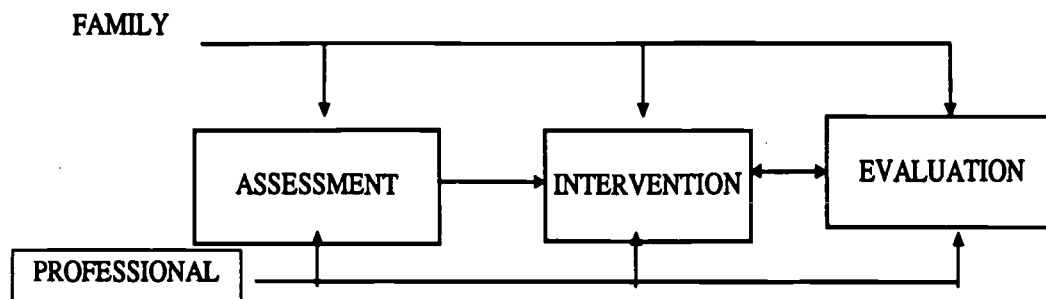 FAMILY
ASSESSMENT
INTERVENTION
EVALUATION
PROFESSIONAL